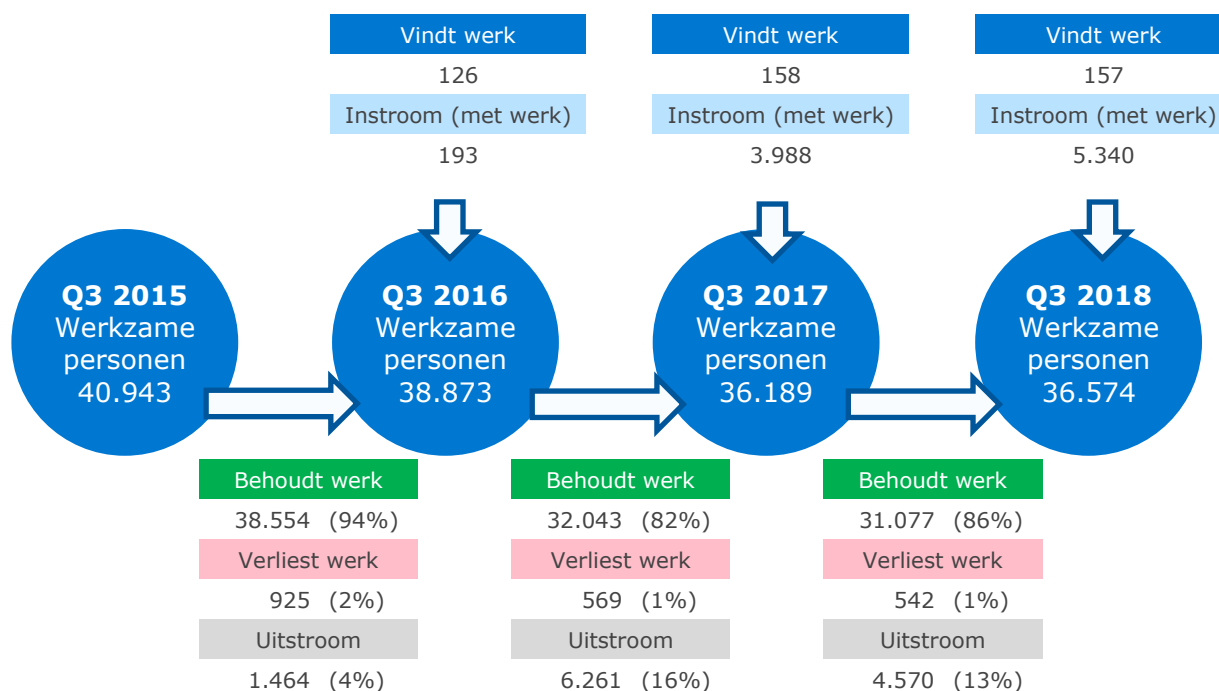 Vindt werk
126
Instroom (met werk)
193
Vindt werk
158
Instroom (met werk)
3.988
Vindt werk
157
Instroom (met werk)
5.340
Q3 2015
Werkzame
personen
40.943
Q3 2016
Werkzame
personen
38.873
Q3 2017
Werkzame
personen
36.189
Q3 2018
Werkzame
personen
36.574
Behoudt werk
38.554 (94%)
Verliest werk
925 (2%)
Uitstroom
1.464 (4%)
Behoudt werk
32.043 (82%)
Verliest werk
569 (1%)
Uitstroom
6.261 (16%)
Behoudt werk
31.077 (86%)
Verliest werk
542 (1%)
Uitstroom
4.570 (13%)